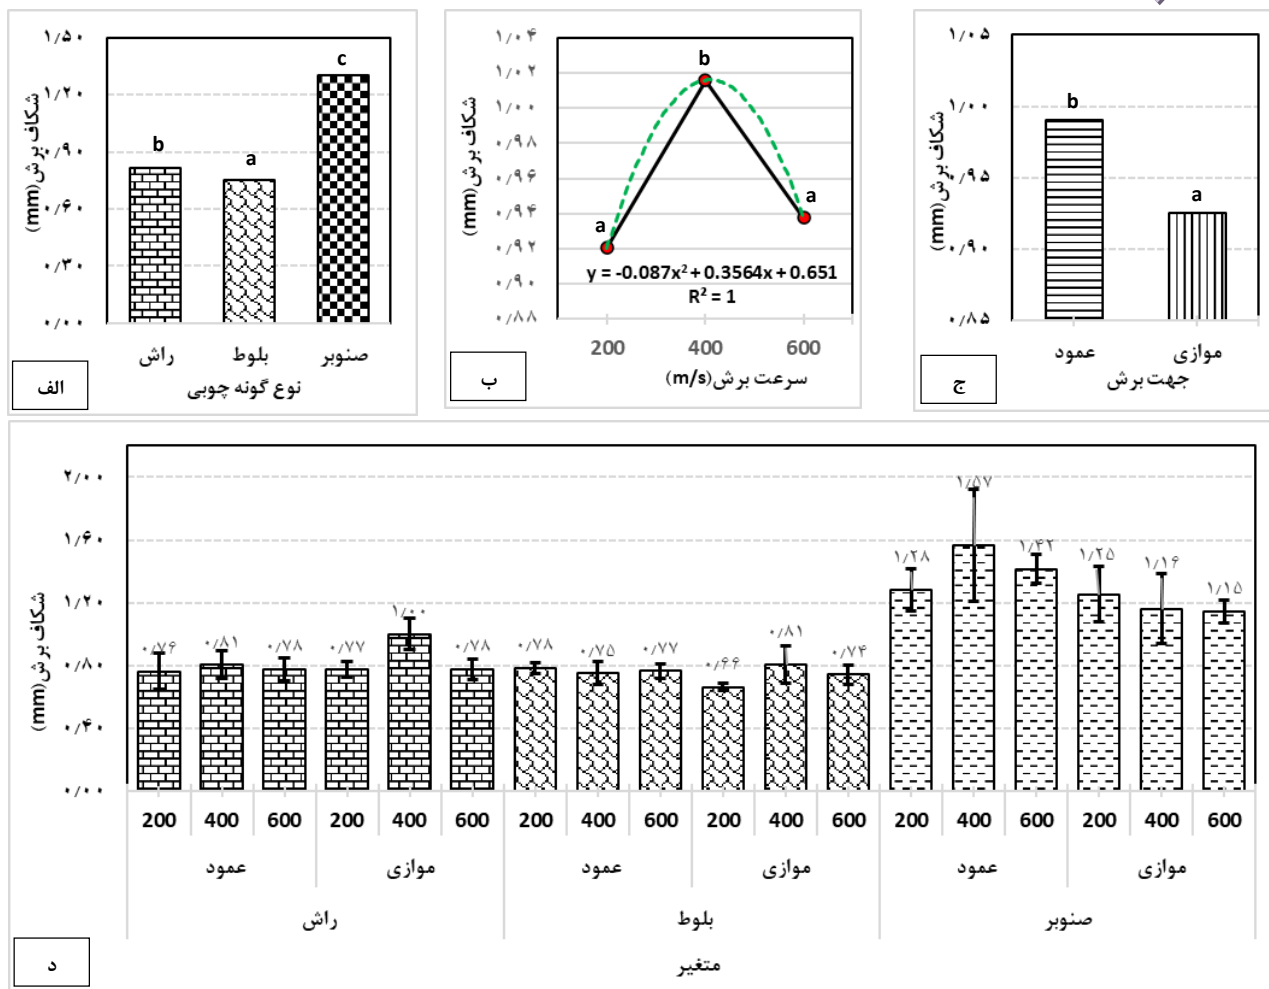 شکاف برش(mm)
۱٫۵۰
۱٫۲۰
۰٫۹۰
۰٫۶۰
۰٫۳۰
۰٫۰۰
b
a
c
راش
بلوط
صنوبر
نوع گونه چوبی
الف
شکاف برش(mm)
۱٫۰۴
۱٫۰۲
۱٫۰۰
۰٫۹۸
۰٫۹۶
۰٫۹۴
۰٫۹۲
۰٫۹۰
۰٫۸۸
a
b
a
y = -0.087x² + 0.3564x + 0.651
R² = 1
200 400 600
سرعت برش(m/s)
ب
شکاف برش(mm)
۱٫۰۵
۱٫۰۰
۰٫۹۵
۰٫۹۰
۰٫۸۵
b
a
عمود
موازی
جهت برش
ج
شکاف برش(mm)
۲٫۰۰
۱٫۶۰
۱٫۲۰
۰٫۸۰
۰٫۴۰
۰٫۰۰
۰٫۷۶ ۰٫۸۱ ۰٫۷۸ ۰٫۷۷ ۱٫۰۰ ۰٫۷۸ ۰٫۷۸ ۰٫۷۵ ۰٫۷۷ ۰٫۶۶ ۰٫۸۱ ۰٫۷۴ ۱٫۲۸ ۱٫۵۷ ۱٫۴۲ ۱٫۲۵ ۱٫۱۶ ۱٫۱۵
200 400 600 200 400 600 200 400 600 200 400 600 200 400 600 200 400 600
عمود موازی عمود موازی عمود موازی
راش بلوط صنوبر
متغیر
د